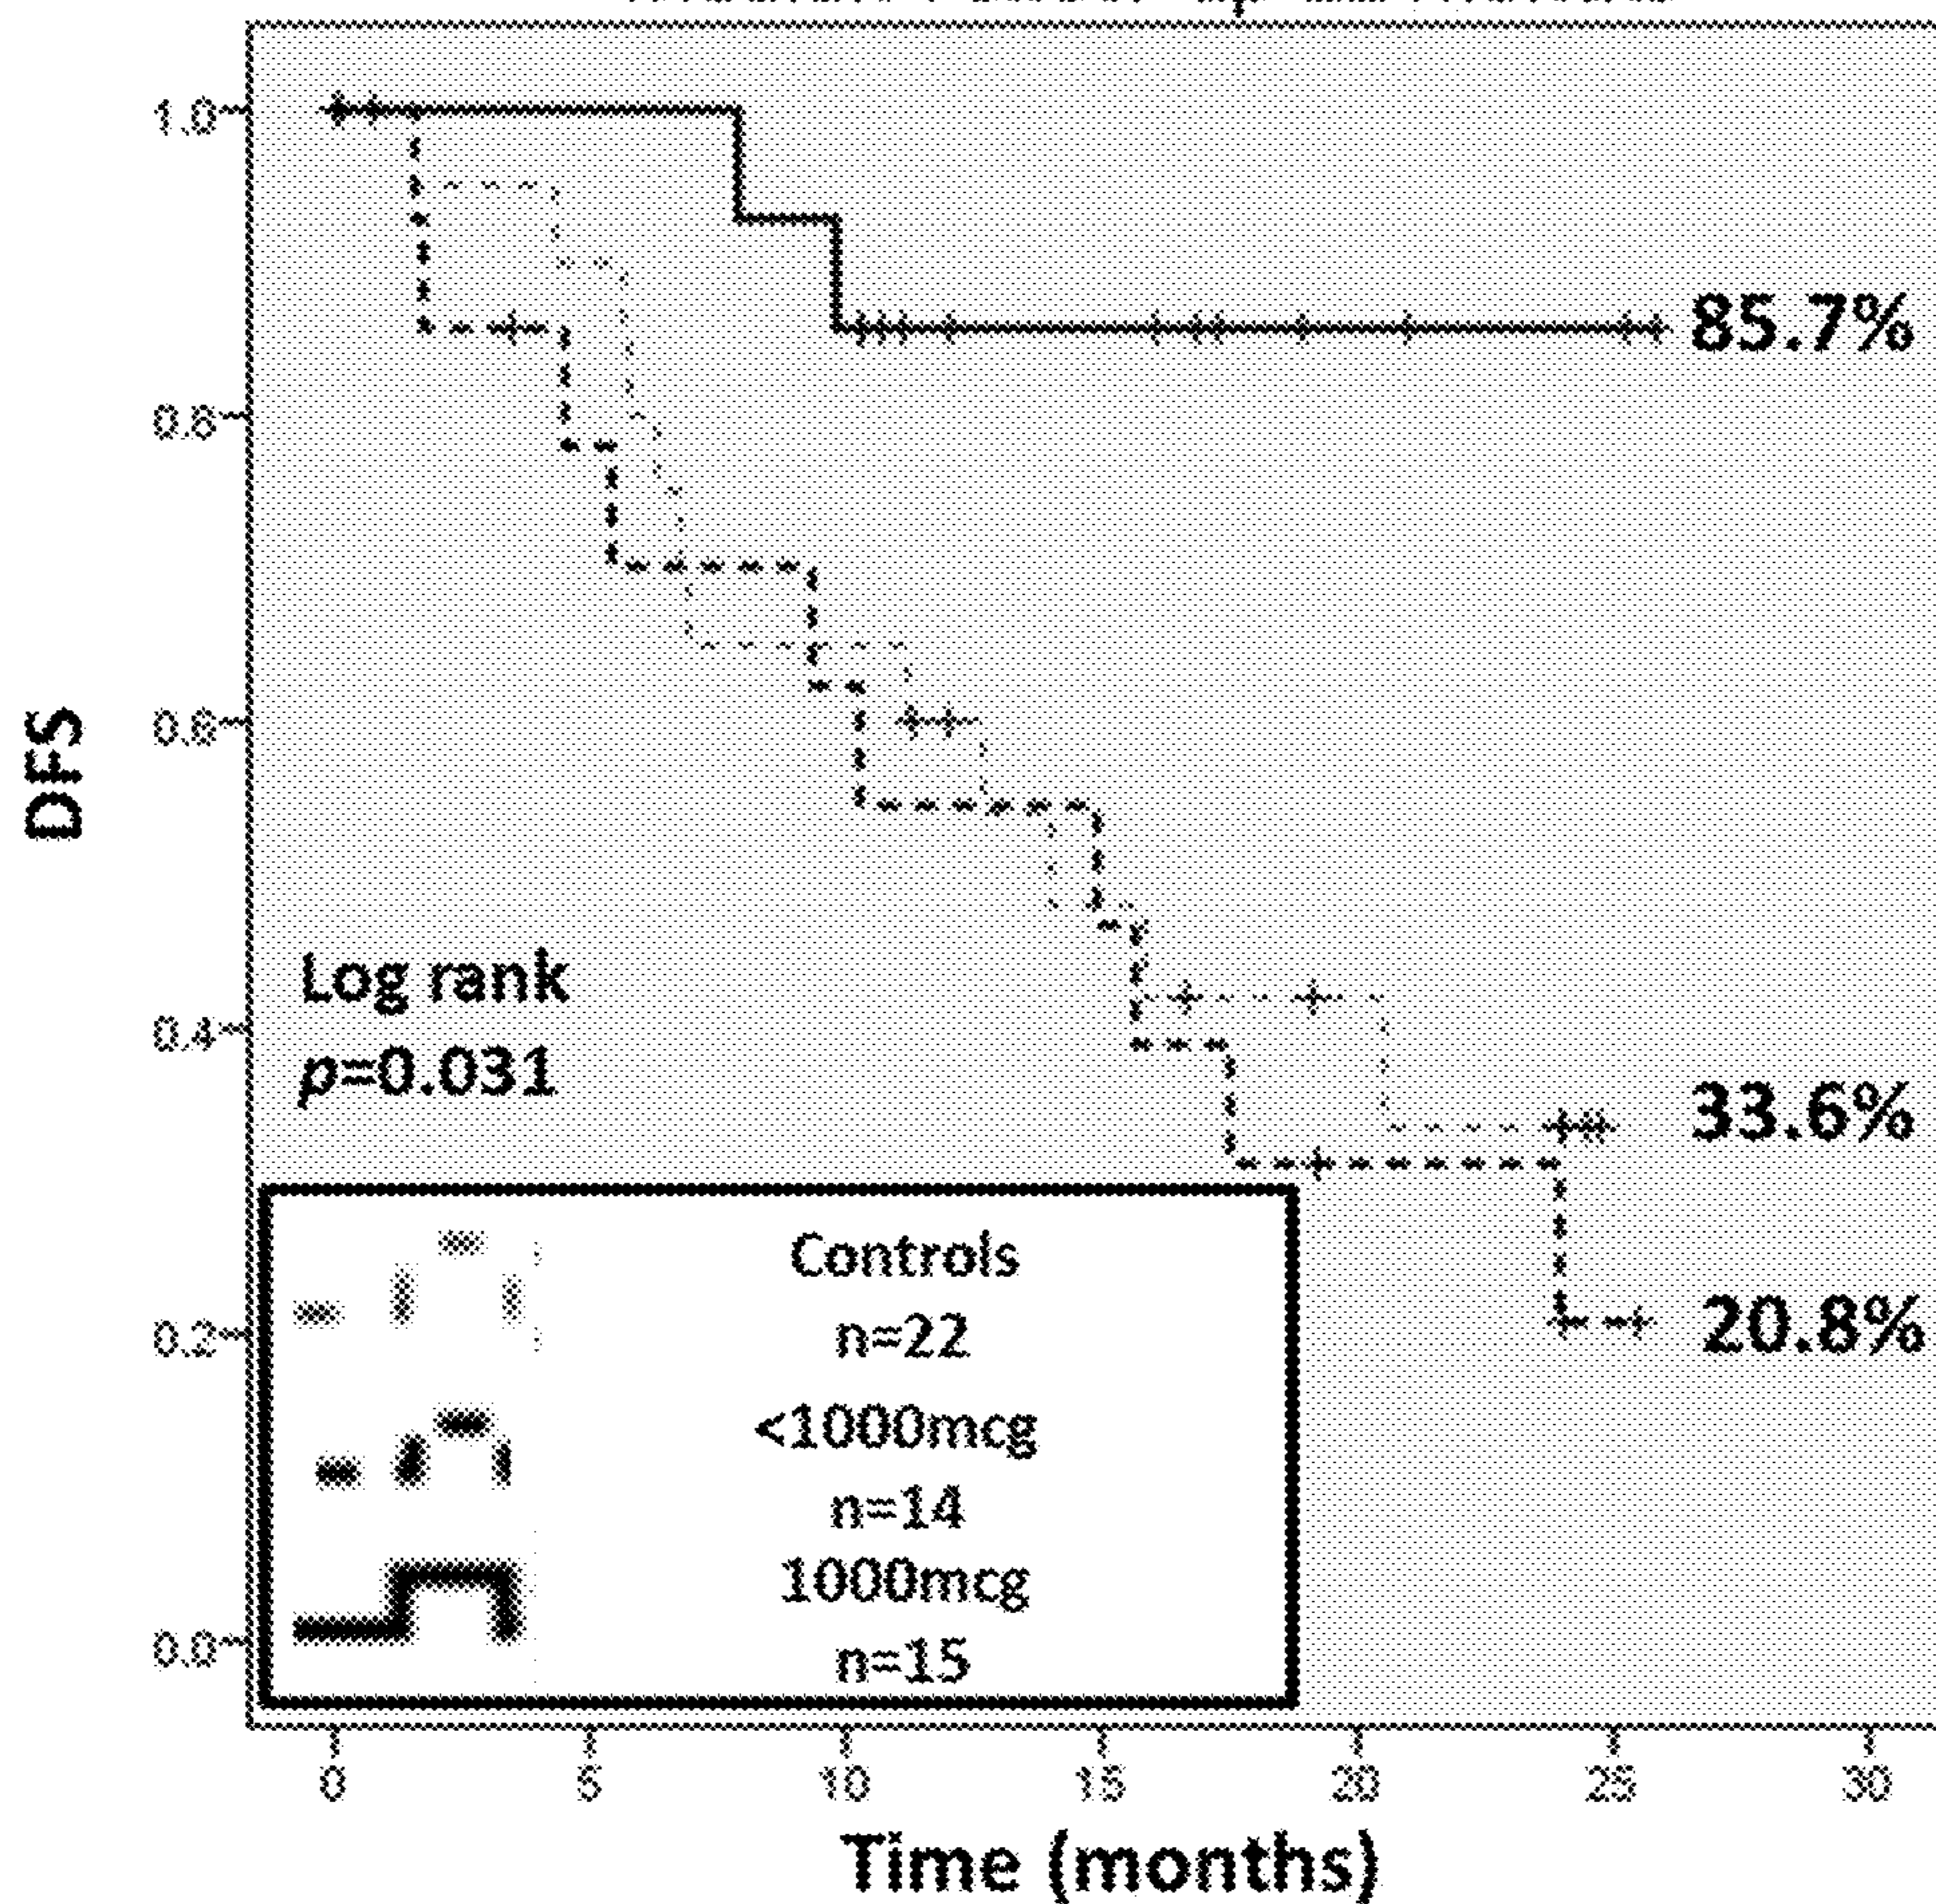 1.0
0.8
0.6
0.4
0.2
0.0
DFS
85.7%
33.6%
20.8%
Log rank
p=0.031
Controls
n=22
<1000mcg
n=14
1000mcg
n=15
0 5 10 15 20 25 30
Time (months)